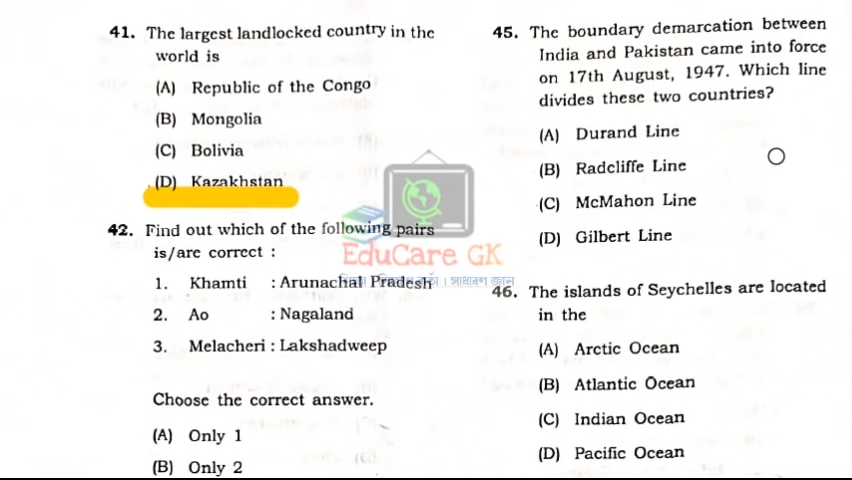 41. The largest landlocked country in the
world is
(A) Republic of the Congo
(B) Mongolia
(C) Bolivia
(D) Kazakhstan
42. Find out which of the following pairs
is/are correct :
1. Khamti : Arunachal Pradesh
2. Ao : Nagaland
3. Melacheri : Lakshadweep
Choose the correct answer.
(A) Only 1
(B) Only 2
EduCare GK
। সাধাৰণ জ্ঞান
45. The boundary demarcation between
India and Pakistan came into force
on 17th August, 1947. Which line
divides these two countries?
(A) Durand Line
(B) Radcliffe Line
(C) McMahon Line
(D) Gilbert Line
46. The islands of Seychelles are located
in the
(A) Arctic Ocean
(B) Atlantic Ocean
(C) Indian Ocean
(D) Pacific Ocean